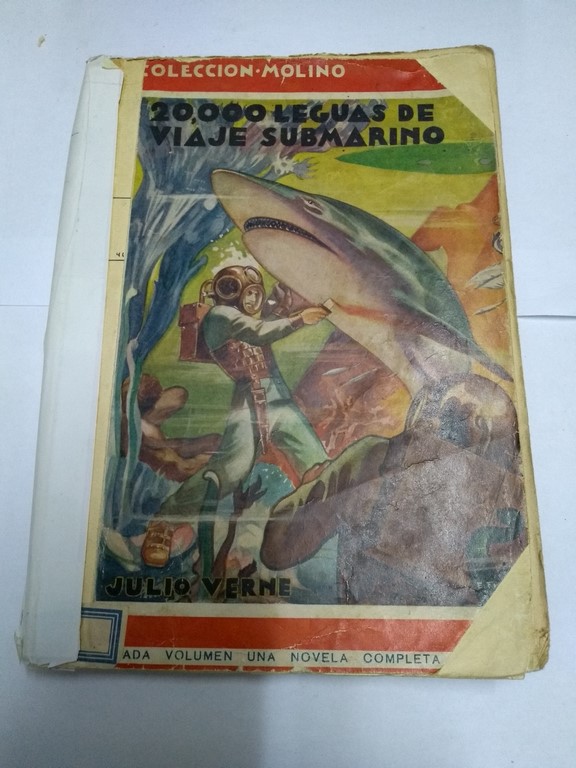 COLECCION·MOLINO
20,000 LEGUAS DE
VIAJE SUBMARINO
JULIO VERNE
ADA VOLUMEN UNA NOVELA COMPLETA